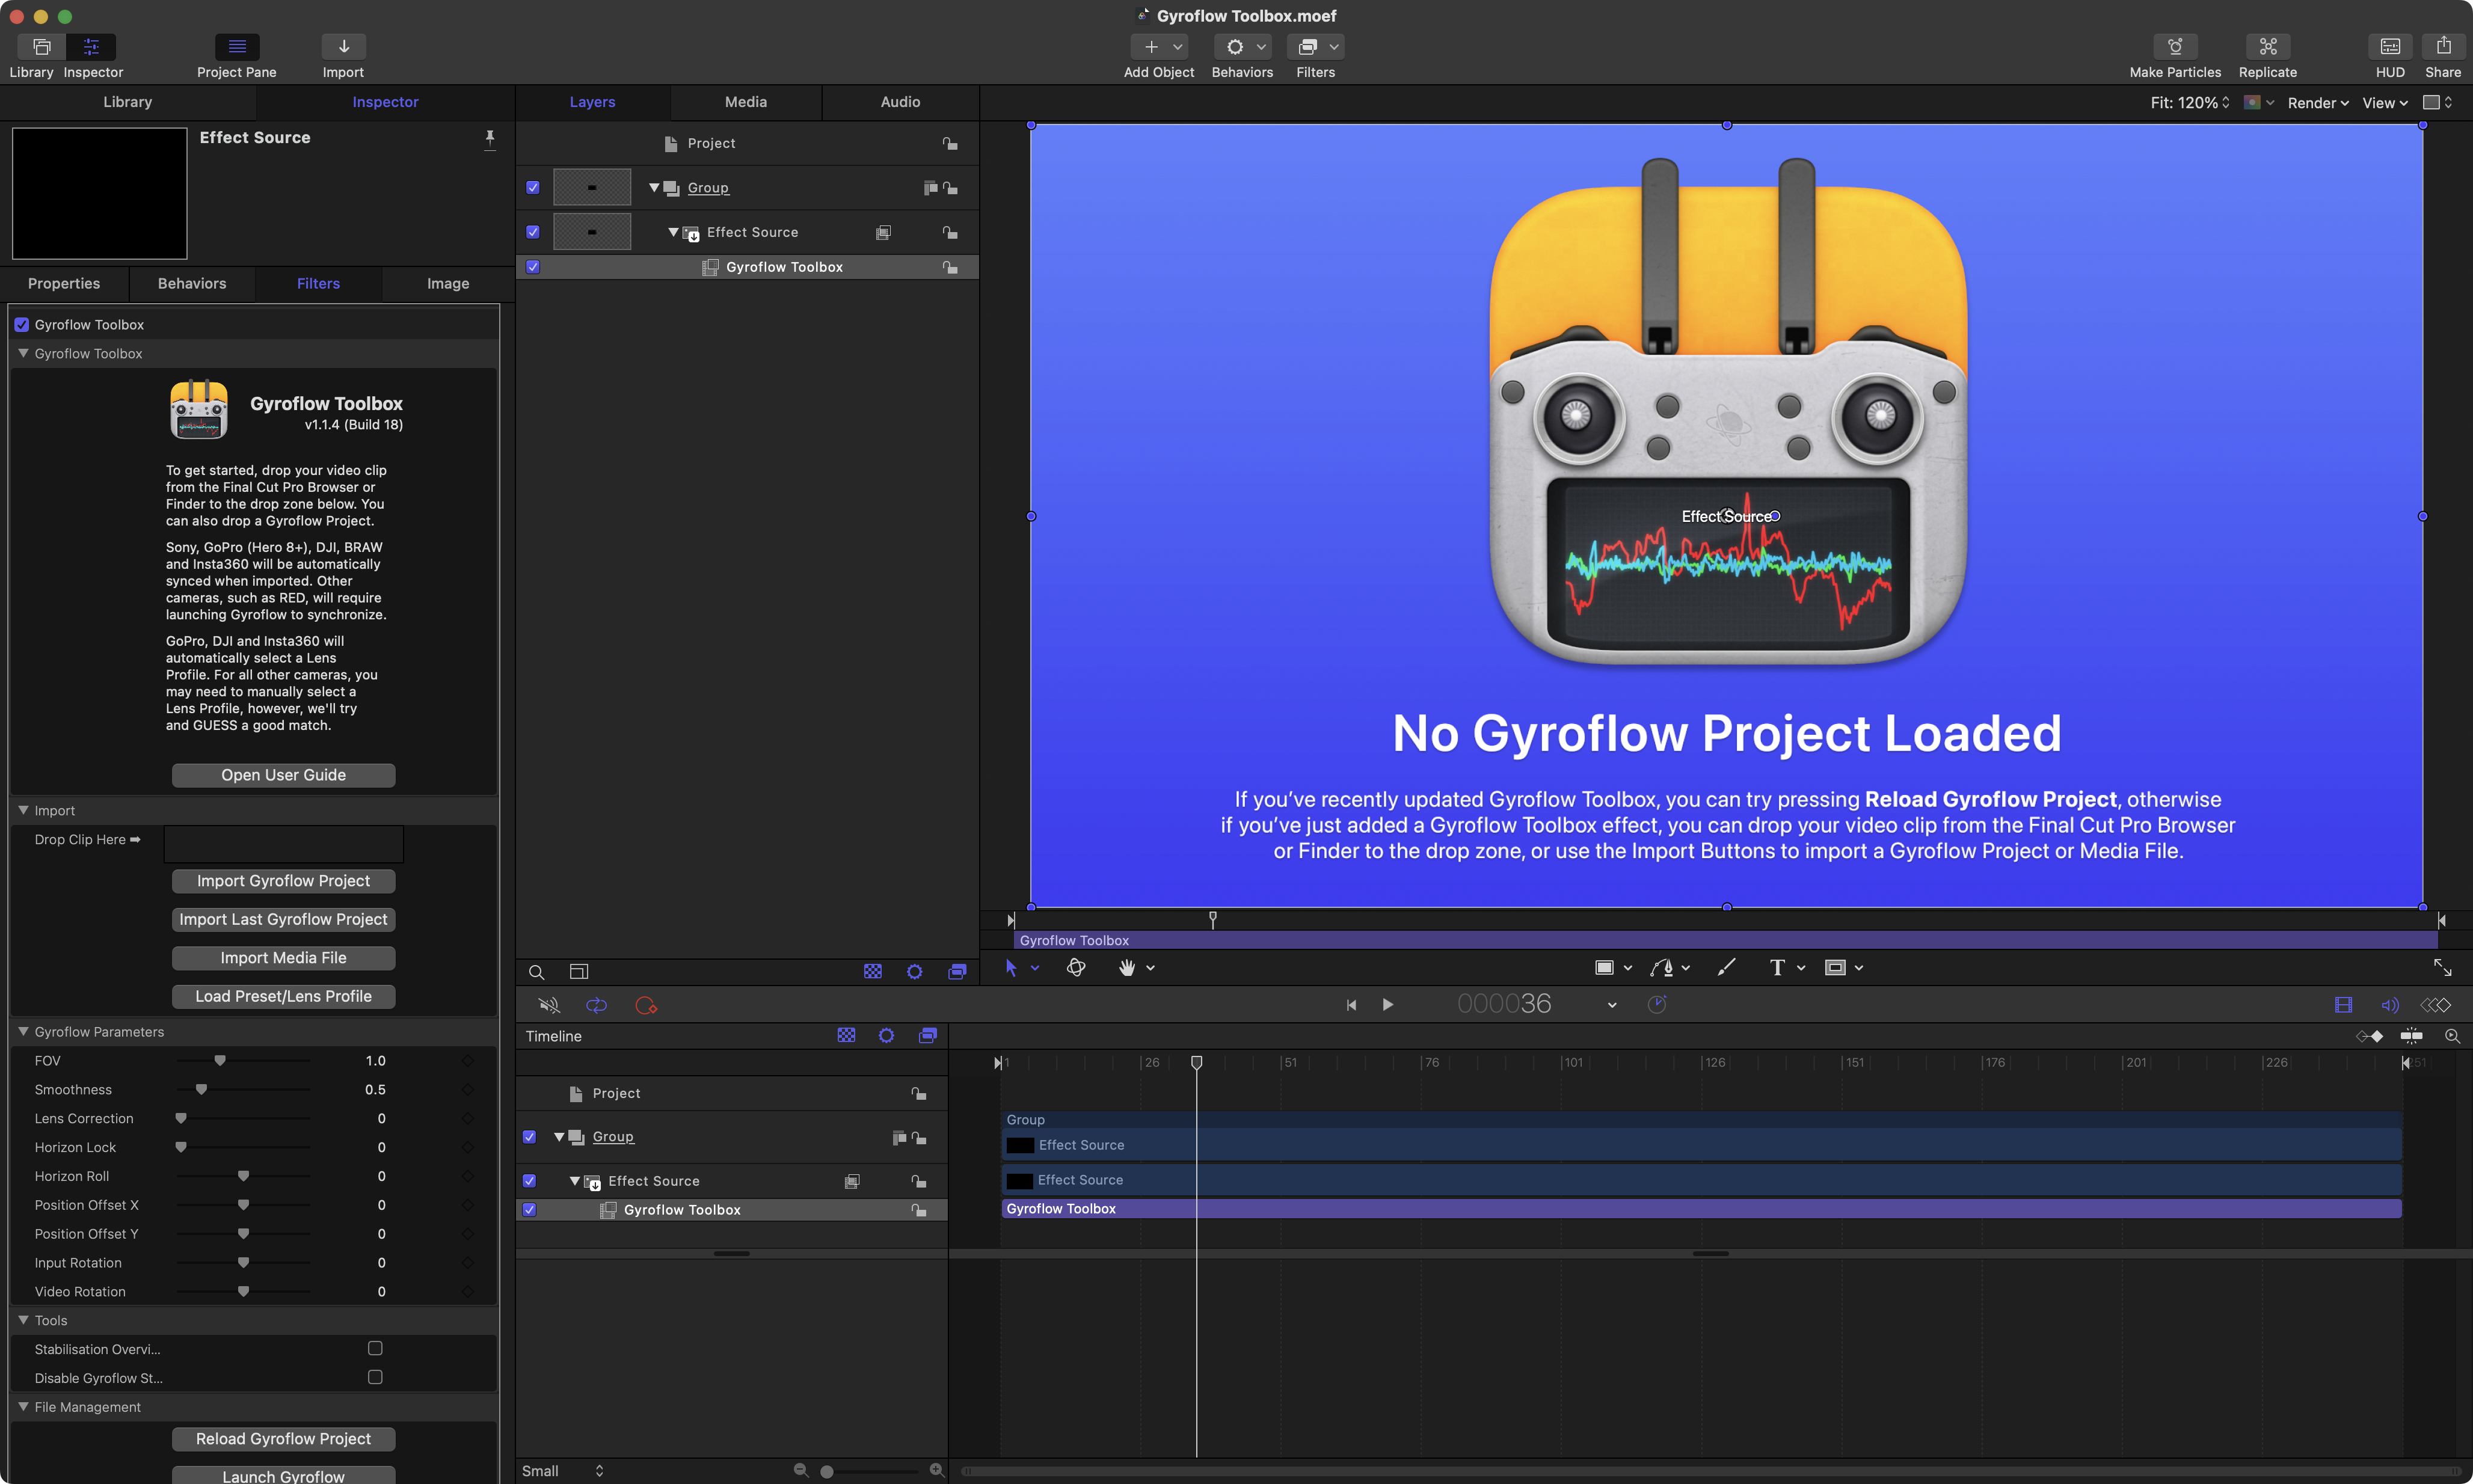 Gyroflow Toolbox.moef
Library
Inspector
Project Pane
Import
Add Object
Behaviors
Filters
Make Particles
Replicate
HUD
Share
Library
Inspector
Layers
Media
Audio
Fit: 120%
Render
View
Effect Source
Properties
Behaviors
Filters
Image
Gyroflow Toolbox
Gyroflow Toolbox
Gyroflow Toolbox
v1.1.4 (Build 18)
To get started, drop your video clip
from the Final Cut Pro Browser or
Finder to the drop zone below. You
can also drop a Gyroflow Project.
Sony, GoPro (Hero 8+), DJI, BRAW
and Insta360 will be automatically
synced when imported. Other
cameras, such as RED, will require
launching Gyroflow to synchronize.
GoPro, DJI and Insta360 will
automatically select a Lens
Profile. For all other cameras, you
may need to manually select a
Lens Profile, however, we'll try
and GUESS a good match.
Open User Guide
Import
Drop Clip Here ➡
Import Gyroflow Project
Import Last Gyroflow Project
Import Media File
Load Preset/Lens Profile
Gyroflow Parameters
FOV 1.0
Smoothness 0.5
Lens Correction 0
Horizon Lock 0
Horizon Roll 0
Position Offset X 0
Position Offset Y 0
Input Rotation 0
Video Rotation 0
Tools
Stabilisation Overvi...
Disable Gyroflow St...
File Management
Reload Gyroflow Project
Launch Gyroflow
Project
Group
Effect Source
Gyroflow Toolbox
Effect Source
No Gyroflow Project Loaded
If you’ve recently updated Gyroflow Toolbox, you can try pressing Reload Gyroflow Project, otherwise
if you’ve just added a Gyroflow Toolbox effect, you can drop your video clip from the Final Cut Pro Browser
or Finder to the drop zone, or use the Import Buttons to import a Gyroflow Project or Media File.
Gyroflow Toolbox
T
000036
Timeline
1 26 51 76 101 126 151 176 201 226 251
Project
Group
Effect Source
Gyroflow Toolbox
Group
Effect Source
Effect Source
Gyroflow Toolbox
Small